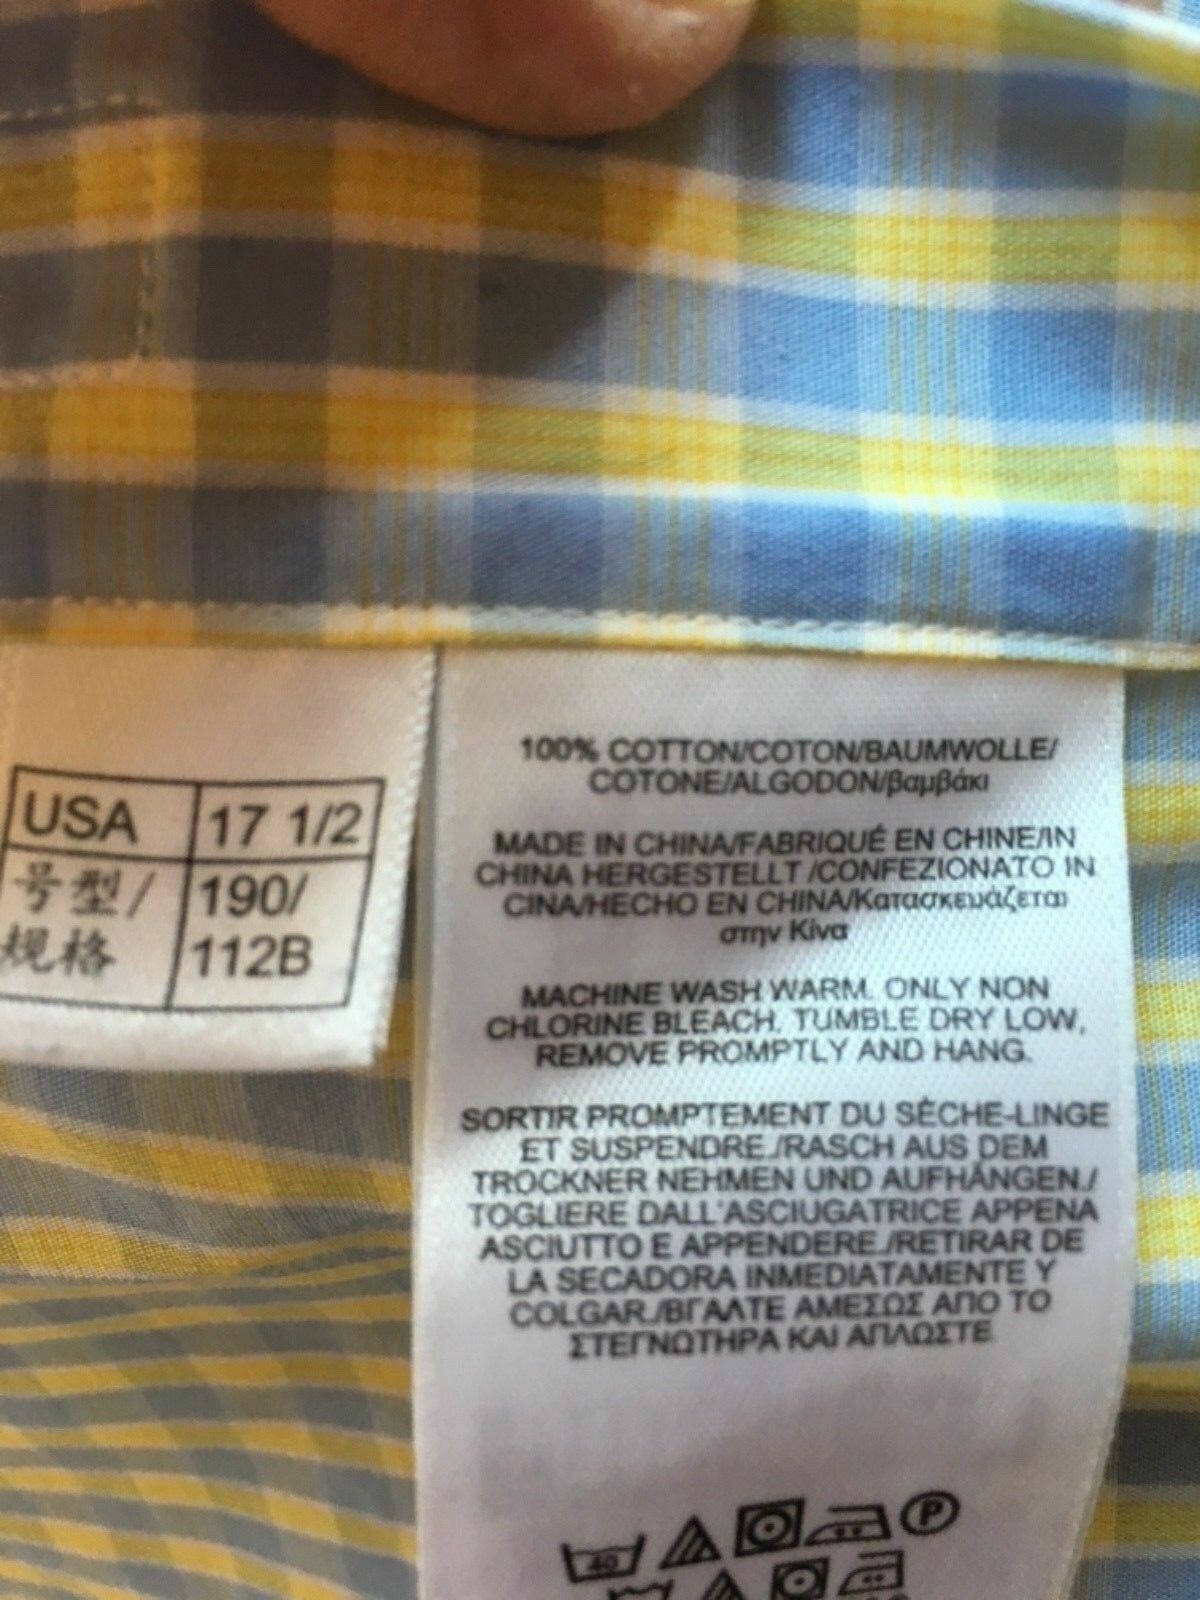 USA 17 1/2
号型/ 190/
规格 112B
100% COTTON/COTON/BAUMWOLLE/
COTONE/ALGODON/βαμβάκι
MADE IN CHINA/FABRIQUÉ EN CHINE/IN
CHINA HERGESTELLT /CONFEZIONATO IN
CINA/HECHO EN CHINA/Κατασκευάζεται
στην Κίνα
MACHINE WASH WARM. ONLY NON
CHLORINE BLEACH. TUMBLE DRY LOW,
REMOVE PROMPTLY AND HANG.
SORTIR PROMPTEMENT DU SÈCHE-LINGE
ET SUSPENDRE./RASCH AUS DEM
TROCKNER NEHMEN UND AUFHÄNGEN./
TOGLIERE DALL'ASCIUGATRICE APPENA
ASCIUTTO E APPENDERE./RETIRAR DE
LA SECADORA INMEDIATAMENTE Y
COLGAR./ΒΓΑΛΤΕ ΑΜΕΣΩΣ ΑΠΟ ΤΟ
ΣΤΕΓΝΩΤΗΡΑ ΚΑΙ ΑΠΛΩΣΤΕ.
40 P